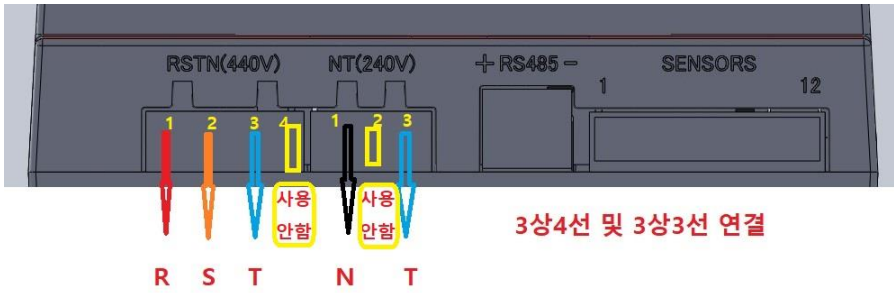 RSTN(440V) NT(240V) + RS485 - SENSORS
1 12
1 2 3 4 1 2 3
사용 사용
안함 안함
3상4선 및 3상3선 연결
R S T N T